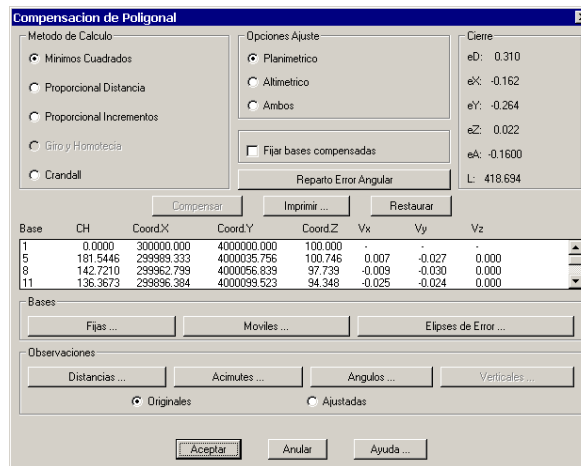 Compensacion de Poligonal
Metodo de Calculo
Minimos Cuadrados
Proporcional Distancia
Proporcional Incrementos
Giro y Homotecia
Crandall
Opciones Ajuste
Planimetrico
Altimetrico
Ambos
Fijar bases compensadas
Reparto Error Angular
Cierre
eD: 0.310
eX: -0.162
eY: -0.264
eZ: 0.022
eA: -0.1600
L: 418.694
Compensar Imprimir ... Restaurar
Base CH Coord.X Coord.Y Coord.Z Vx Vy Vz
1 0.0000 300000.000 4000000.000 100.000 - - -
5 181.5446 299989.333 4000035.756 100.746 0.007 -0.027 0.000
8 142.7210 299962.799 4000056.839 97.739 -0.009 -0.030 0.000
11 136.3673 299896.384 4000099.523 94.348 -0.025 -0.024 0.000
Bases
Fijas ... Moviles ... Elipses de Error ...
Observaciones
Distancias ... Acimutes ... Angulos ... Verticales ...
Originales Ajustadas
Aceptar Anular Ayuda ...